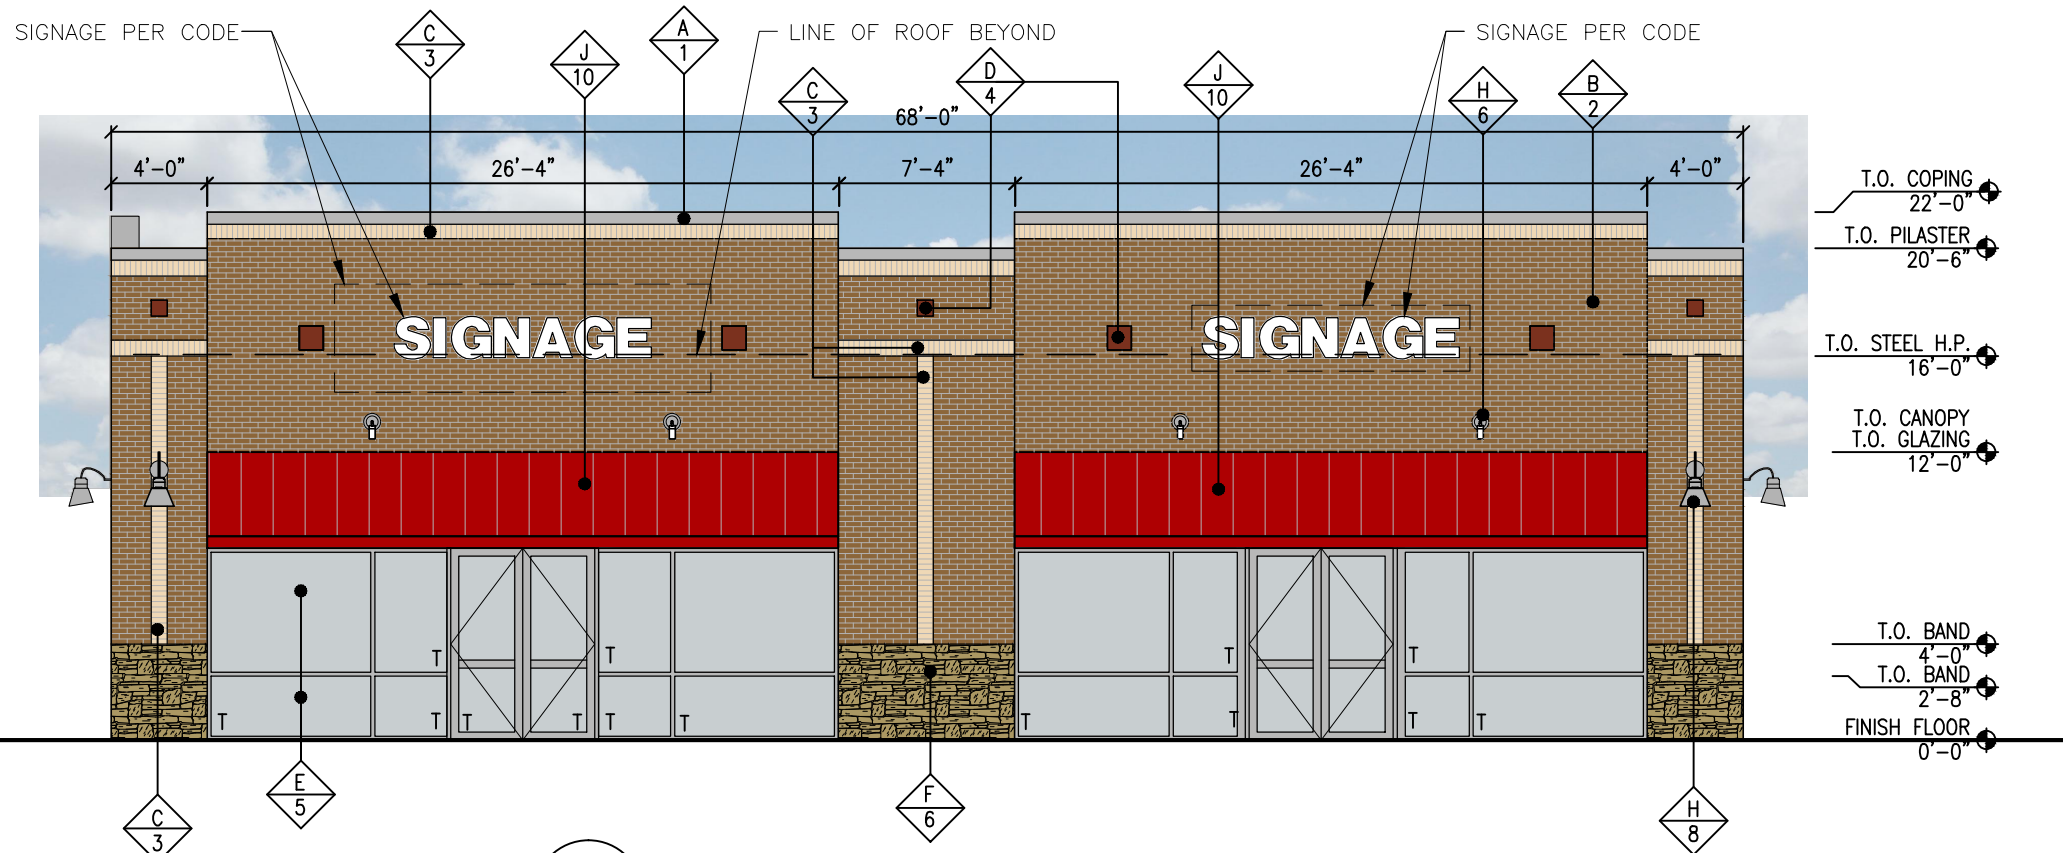 SIGNAGE PER CODE
C
3
J
10
A
1
LINE OF ROOF BEYOND
C
3
D
4
J
10
SIGNAGE PER CODE
H
6
B
2
68'-0"
4'-0"
26'-4"
7'-4"
26'-4"
4'-0"
T.O. COPING
22'-0"
T.O. PILASTER
20'-6"
SIGNAGE
SIGNAGE
T.O. STEEL H.P.
16'-0"
T.O. CANOPY
T.O. GLAZING
12'-0"
T
T
T
T
T.O. BAND
4'-0"
T.O. BAND
2'-8"
T
T
T
T
T
T
T
T
T
T
FINISH FLOOR
0'-0"
C
3
E
5
F
6
H
8